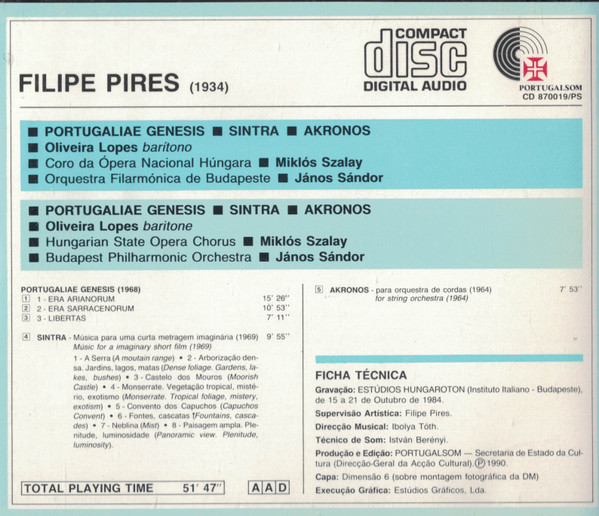 COMPACT
disc
DIGITAL AUDIO
PORTUGALSOM
CD 870019/PS
FILIPE PIRES (1934)
■ PORTUGALIAE GENESIS ■ SINTRA ■ AKRONOS
■ Oliveira Lopes barítono
■ Coro da Ópera Nacional Húngara ■ Miklós Szalay
■ Orquestra Filarmónica de Budapeste ■ János Sándor
■ PORTUGALIAE GENESIS ■ SINTRA ■ AKRONOS
■ Oliveira Lopes baritone
■ Hungarian State Opera Chorus ■ Miklós Szalay
■ Budapest Philharmonic Orchestra ■ János Sándor
PORTUGALIAE GENESIS (1968)
1 1 - ERA ARIANORUM 15' 26"
2 2 - ERA SARRACENORUM 10' 53"
3 3 - LIBERTAS 7' 11"
4 SINTRA - Música para uma curta metragem imaginária (1969) 9' 55"
Music for a imaginary short film (1969)
1 - A Serra (A moutain range) • 2 - Arborização den-
sa. Jardins, lagos, matas (Dense foliage. Gardens, la-
kes, bushes) • 3 - Castelo dos Mouros (Moorish
Castle) • 4 - Monserrate. Vegetação tropical, misté-
rio, exotismo (Monserrate. Tropical foliage, mistery,
exotism) • 5 - Convento dos Capuchos (Capuchos
Convent) • 6 - Fontes, cascatas (Fountains, casca-
des) • 7 - Neblina (Mist) • 8 - Paisagem ampla. Ple-
nitude, luminosidade (Panoramic view. Plenitude,
luminosity).
TOTAL PLAYING TIME 51' 47" AAD
5 AKRONOS - para orquestra de cordas (1964) 7' 53"
for string orchestra (1964)
FICHA TÉCNICA
Gravação: ESTÚDIOS HUNGAROTON (Instituto Italiano - Budapeste),
de 15 a 21 de Outubro de 1984.
Supervisão Artística: Filipe Pires.
Direcção Musical: Ibolya Tóth.
Técnico de Som: István Berényi.
Produção e Edição: PORTUGALSOM — Secretaria de Estado da Cul-
tura (Direcção-Geral da Acção Cultural). Ⓟ 1990.
Capa: Dimensão 6 (sobre montagem fotográfica da DM)
Execução Gráfica: Estúdios Gráficos, Lda.